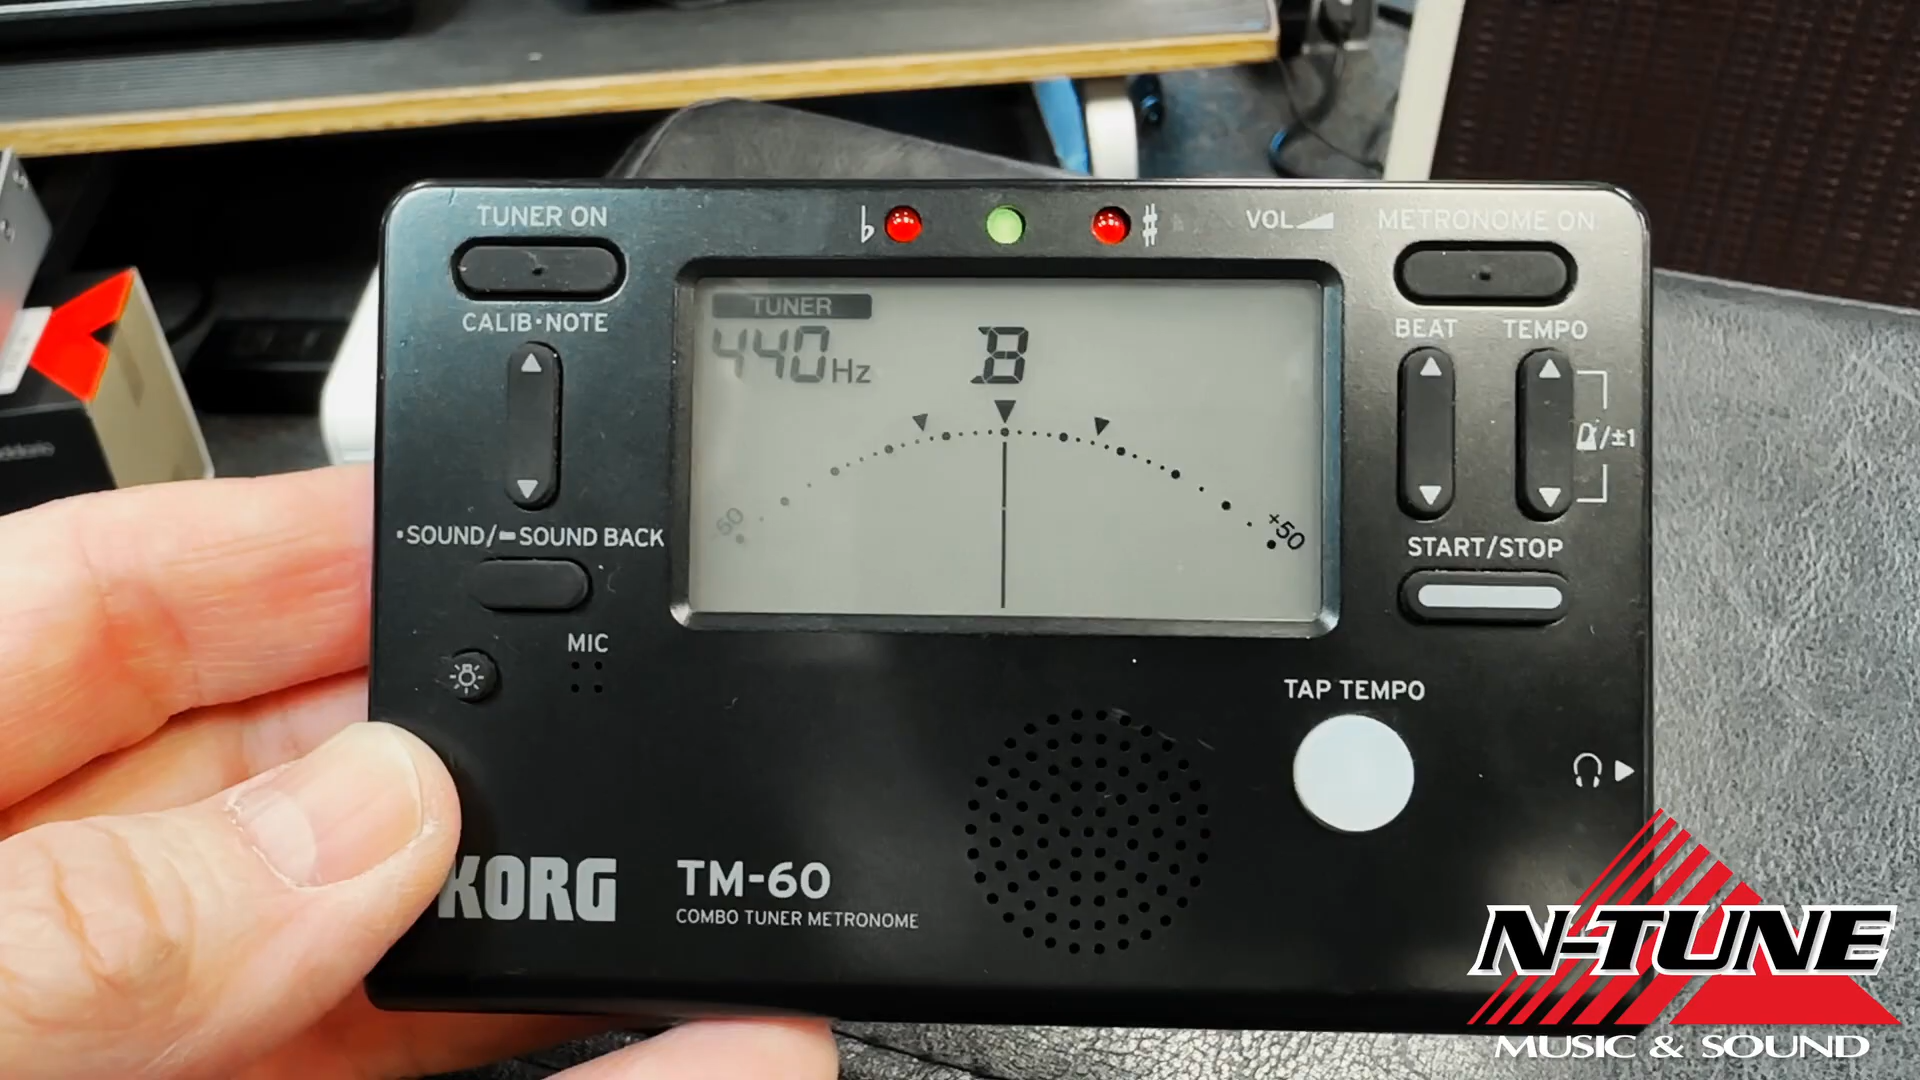 TUNER ON
♭
♯
VOL
METRONOME ON
CALIB·NOTE
BEAT
TEMPO
TUNER
440Hz
B
-50
+50
/±1
•SOUND/━SOUND BACK
START/STOP
MIC
TAP TEMPO
KORG
TM-60
COMBO TUNER METRONOME
N-TUNE
MUSIC & SOUND